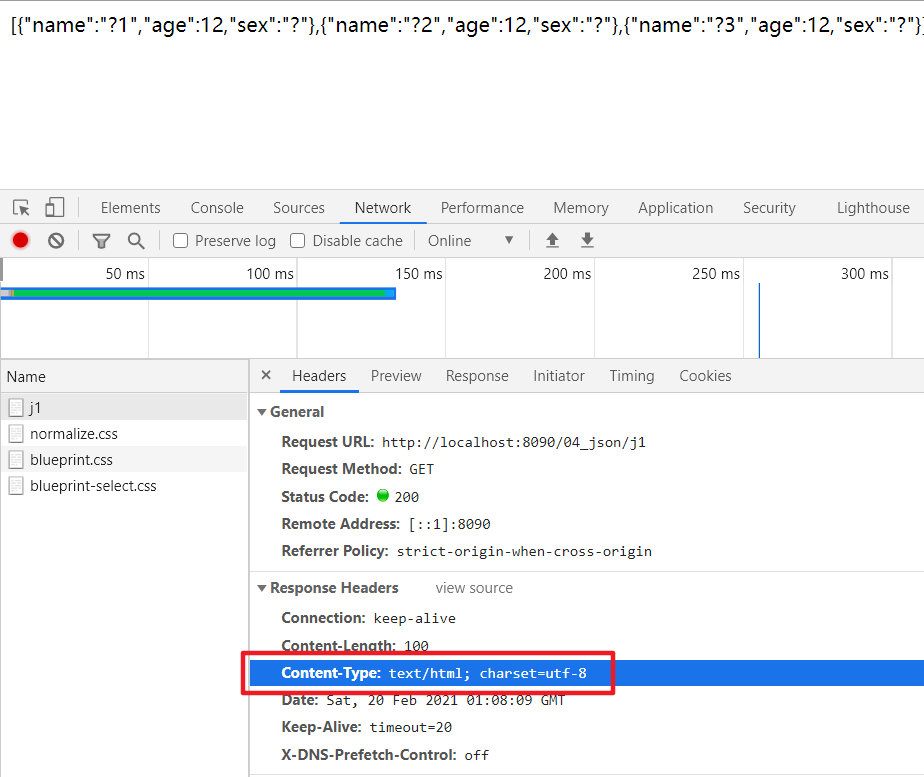 [{"name":"?1","age":12,"sex":"?"},{"name":"?2","age":12,"sex":"?"},{"name":"?3","age":12,"sex":"?"}]
Elements Console Sources Network Performance Memory Application Security Lighthouse
Preserve log Disable cache Online ▼
50 ms 100 ms 150 ms 200 ms 250 ms 300 ms
Name
j1
normalize.css
blueprint.css
blueprint-select.css
× Headers Preview Response Initiator Timing Cookies
▼ General
Request URL: http://localhost:8090/04_json/j1
Request Method: GET
Status Code: 200
Remote Address: [::1]:8090
Referrer Policy: strict-origin-when-cross-origin
▼ Response Headers view source
Connection: keep-alive
Content-Length: 100
Content-Type: text/html; charset=utf-8
Date: Sat, 20 Feb 2021 01:08:09 GMT
Keep-Alive: timeout=20
X-DNS-Prefetch-Control: off